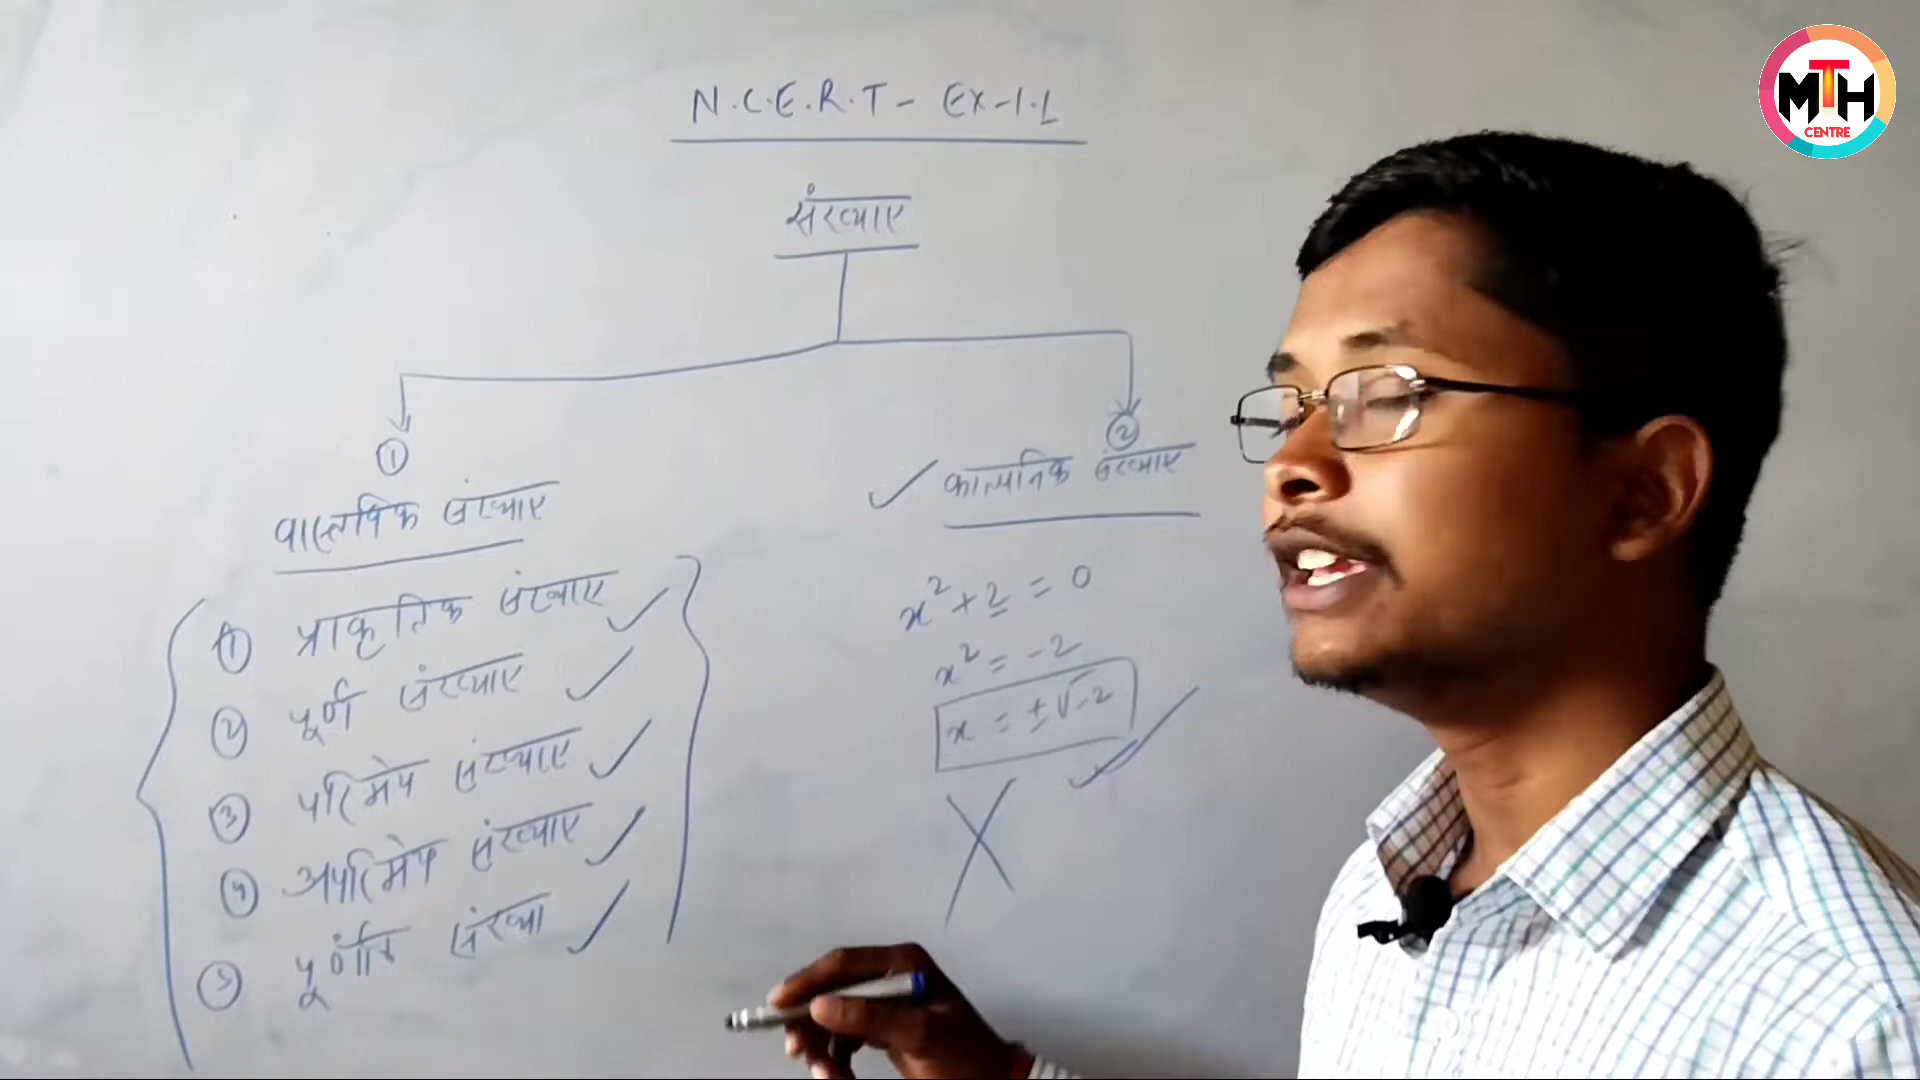 N.C.E.R.T - EX-1.1
संख्याए
1
वास्तविक संख्याए
1 प्राकृतिक संख्याए
2 पूर्ण संख्याए
3 परिमेय संख्याए
4 अपरिमेय संख्याए
5 पूर्णांक संख्या
2
काल्पनिक संख्याए
x² + 2 = 0
x² = -2
x = ±√-2
MTH
CENTRE